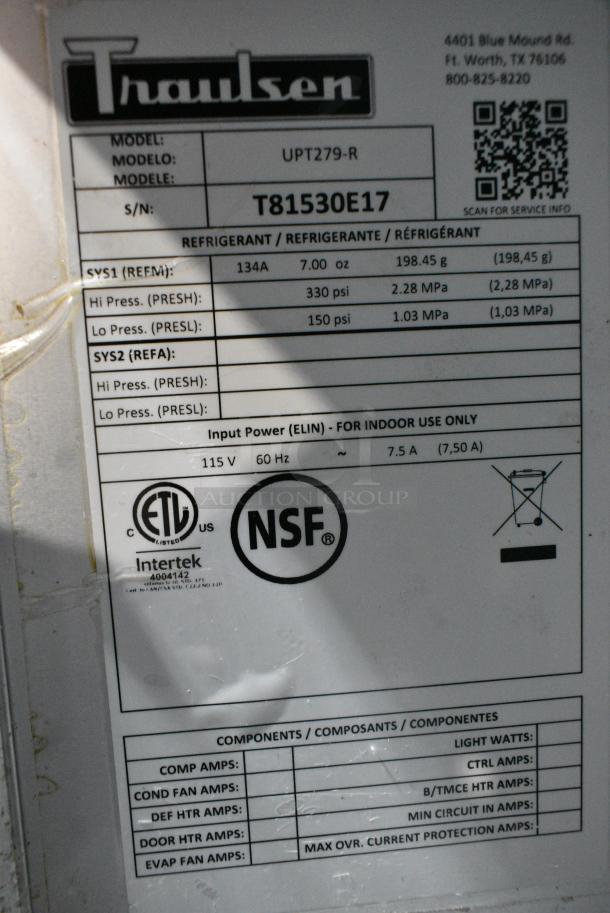 Traulsen
4401 Blue Mound Rd.
Ft. Worth, TX 76106
800-825-8220
MODEL:
MODELO:
MODELE:
UPT279-R
S/N:
T81530E17
SCAN FOR SERVICE INFO
REFRIGERANT / REFRIGERANTE / RÉFRIGÉRANT
SYS1 (REFM): 134A 7.00 oz 198.45 g (198,45 g)
Hi Press. (PRESH): 330 psi 2.28 MPa (2,28 MPa)
Lo Press. (PRESL): 150 psi 1.03 MPa (1,03 MPa)
SYS2 (REFA):
Hi Press. (PRESH):
Lo Press. (PRESL):
Input Power (ELIN) - FOR INDOOR USE ONLY
115 V 60 Hz ~ 7.5 A (7,50 A)
AUCTION GROUP
C ETL US
LISTED
Intertek
4004142
NSF®
COMPONENTS / COMPOSANTS / COMPONENTES
COMP AMPS: LIGHT WATTS:
COND FAN AMPS: CTRL AMPS:
DEF HTR AMPS: B/TMCE HTR AMPS:
DOOR HTR AMPS: MIN CIRCUIT IN AMPS:
EVAP FAN AMPS: MAX OVR. CURRENT PROTECTION AMPS: